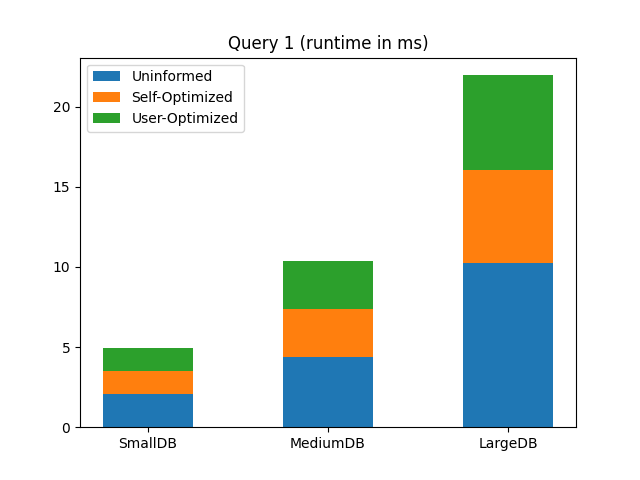 Query 1 (runtime in ms)
Uninformed
Self-Optimized
User-Optimized
20
15
10
5
0
SmallDB
MediumDB
LargeDB